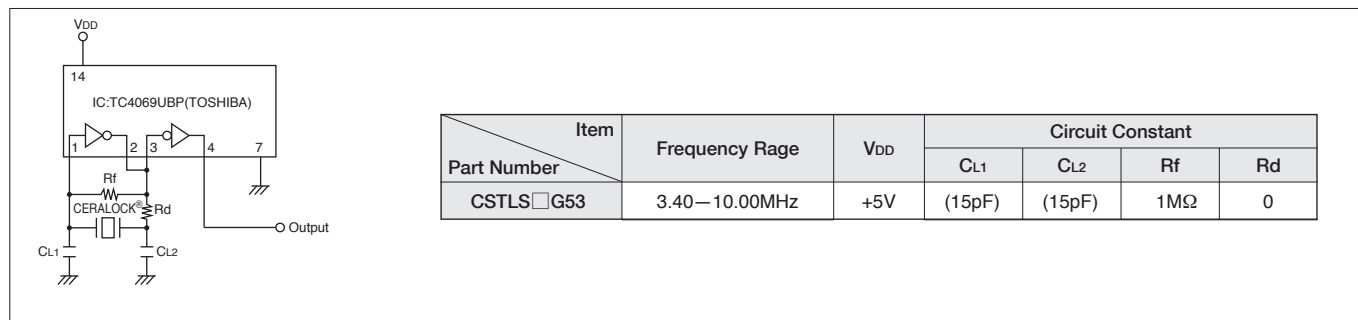 VDD
14
IC:TC4069UBP(TOSHIBA)
1 2 3 4 7
Rf
CERALOCK® Rd
Output
CL1 CL2
Item
Part Number
Frequency Rage
VDD
Circuit Constant
CL1 CL2 Rf Rd
CSTLS□G53 3.40—10.00MHz +5V (15pF) (15pF) 1MΩ 0